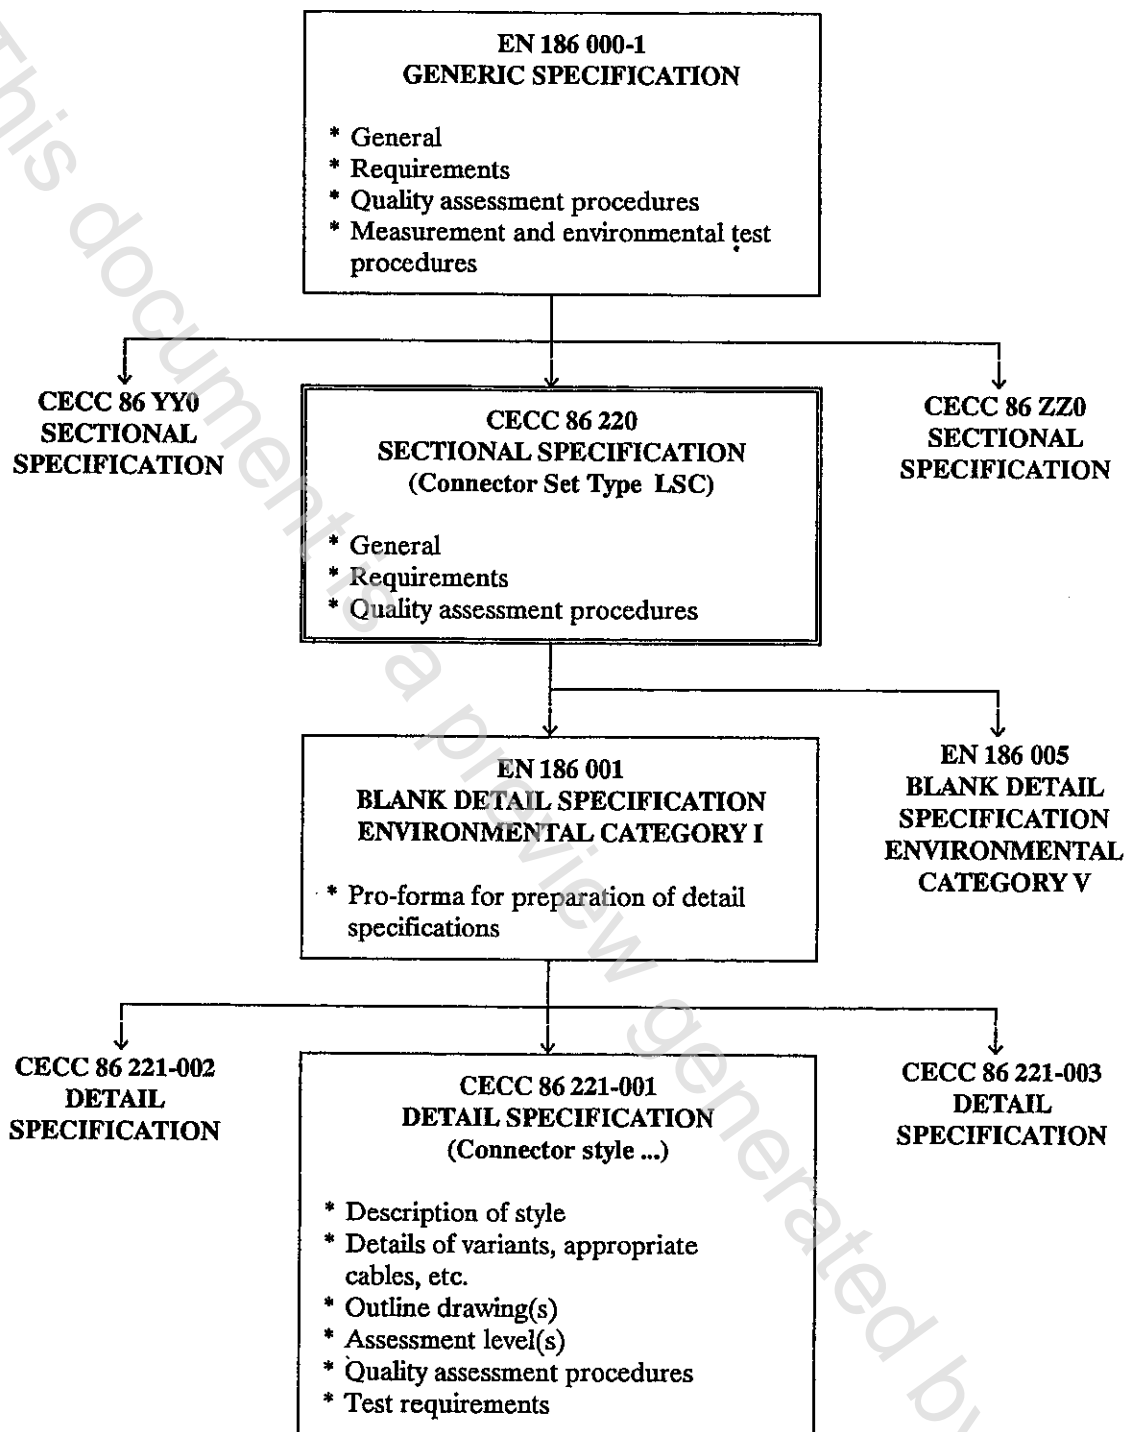 EN 186 000-1
GENERIC SPECIFICATION
* General
* Requirements
* Quality assessment procedures
* Measurement and environmental test
procedures
CECC 86 YY0
SECTIONAL
SPECIFICATION
CECC 86 220
SECTIONAL SPECIFICATION
(Connector Set Type LSC)
* General
* Requirements
* Quality assessment procedures
CECC 86 ZZ0
SECTIONAL
SPECIFICATION
EN 186 001
BLANK DETAIL SPECIFICATION
ENVIRONMENTAL CATEGORY I
* Pro-forma for preparation of detail
specifications
EN 186 005
BLANK DETAIL
SPECIFICATION
ENVIRONMENTAL
CATEGORY V
CECC 86 221-002
DETAIL
SPECIFICATION
CECC 86 221-001
DETAIL SPECIFICATION
(Connector style ...)
* Description of style
* Details of variants, appropriate
cables, etc.
* Outline drawing(s)
* Assessment level(s)
* Quality assessment procedures
* Test requirements
CECC 86 221-003
DETAIL
SPECIFICATION
This document is a preview generated by